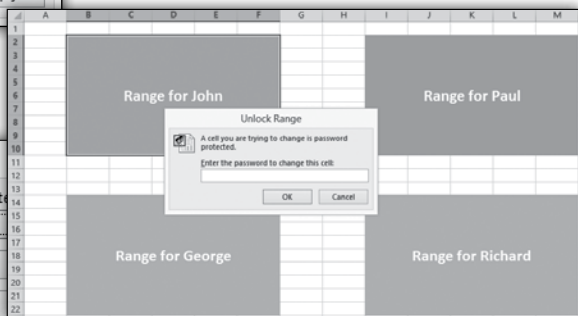 A B C D E F G H I J K L M
1
2
3
4
5
6
7
8
9
10
11
12
13
14
15
16
17
18
19
20
21
22
Range for John
Range for Paul
Unlock Range
A cell you are trying to change is password
protected.
Enter the password to change this cell:
OK Cancel
Range for George
Range for Richard